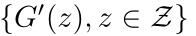 {G′(z), z ∈ 𝒵}